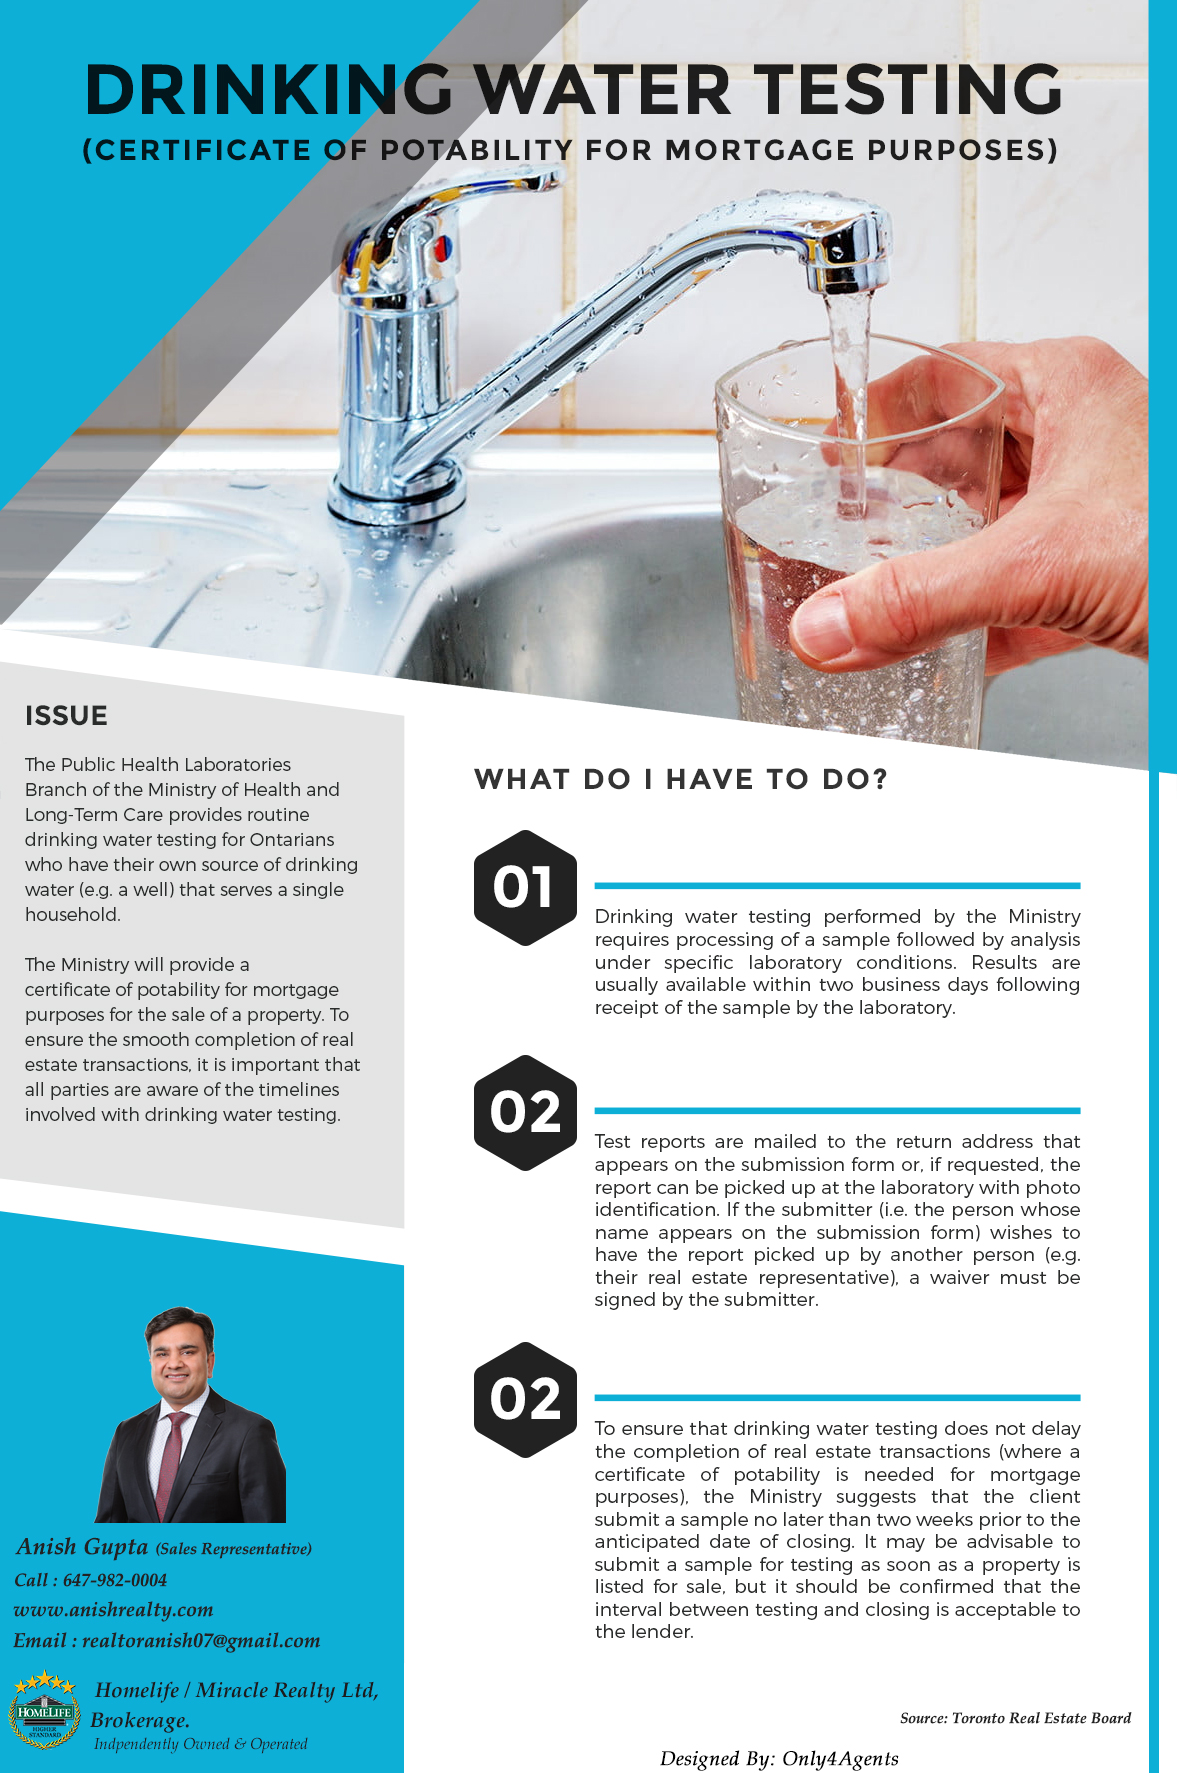 DRINKING WATER TESTING
(CERTIFICATE OF POTABILITY FOR MORTGAGE PURPOSES)
ISSUE
The Public Health Laboratories
Branch of the Ministry of Health and
Long-Term Care provides routine
drinking water testing for Ontarians
who have their own source of drinking
water (e.g. a well) that serves a single
household.
The Ministry will provide a
certificate of potability for mortgage
purposes for the sale of a property. To
ensure the smooth completion of real
estate transactions, it is important that
all parties are aware of the timelines
involved with drinking water testing.
WHAT DO I HAVE TO DO?
01
Drinking water testing performed by the Ministry
requires processing of a sample followed by analysis
under specific laboratory conditions. Results are
usually available within two business days following
receipt of the sample by the laboratory.
02
Test reports are mailed to the return address that
appears on the submission form or, if requested, the
report can be picked up at the laboratory with photo
identification. If the submitter (i.e. the person whose
name appears on the submission form) wishes to
have the report picked up by another person (e.g.
their real estate representative), a waiver must be
signed by the submitter.
02
To ensure that drinking water testing does not delay
the completion of real estate transactions (where a
certificate of potability is needed for mortgage
purposes), the Ministry suggests that the client
submit a sample no later than two weeks prior to the
anticipated date of closing. It may be advisable to
submit a sample for testing as soon as a property is
listed for sale, but it should be confirmed that the
interval between testing and closing is acceptable to
the lender.
Anish Gupta (Sales Representative)
Call : 647-982-0004
www.anishrealty.com
Email : realtoranish07@gmail.com
HOMELIFE
HIGHER
STANDARD
Homelife / Miracle Realty Ltd,
Brokerage.
Indpendently Owned & Operated
Source: Toronto Real Estate Board
Designed By: Only4Agents